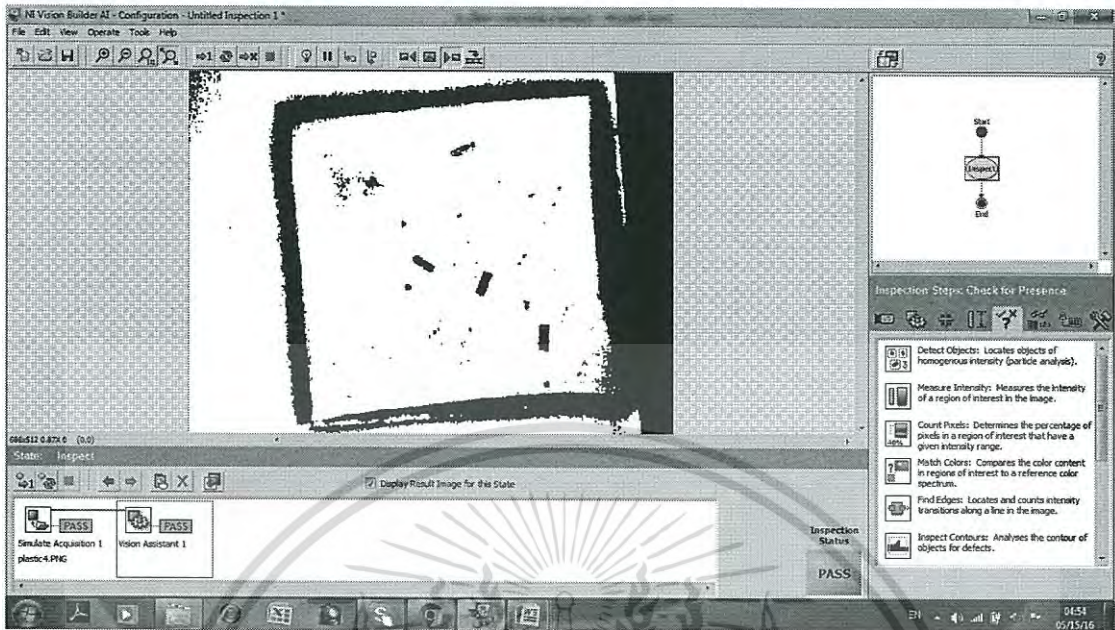 NI Vision Builder AI - Configuration - Untitled Inspection 1 *
File Edit View Operate Tools Help
Start
Inspect
End
Inspection Steps: Check for Presence
Detect Objects: Locates objects of
homogenous intensity (particle analysis).
Measure Intensity: Measures the intensity
of a region of interest in the image.
Count Pixels: Determines the percentage of
pixels in a region of interest that have a
given intensity range.
Match Colors: Compares the color content
in regions of interest to a reference color
spectrum.
Find Edges: Locates and counts intensity
transitions along a line in the image.
Inspect Contours: Analyses the contour of
objects for defects.
686x512 0.87X 0 (0,0)
State: Inspect
Display Result Image for this State
PASS
PASS
Simulate Acquisition 1
Vision Assistant 1
plastic4.PNG
Inspection
Status
PASS
EN
04:54
05/15/16